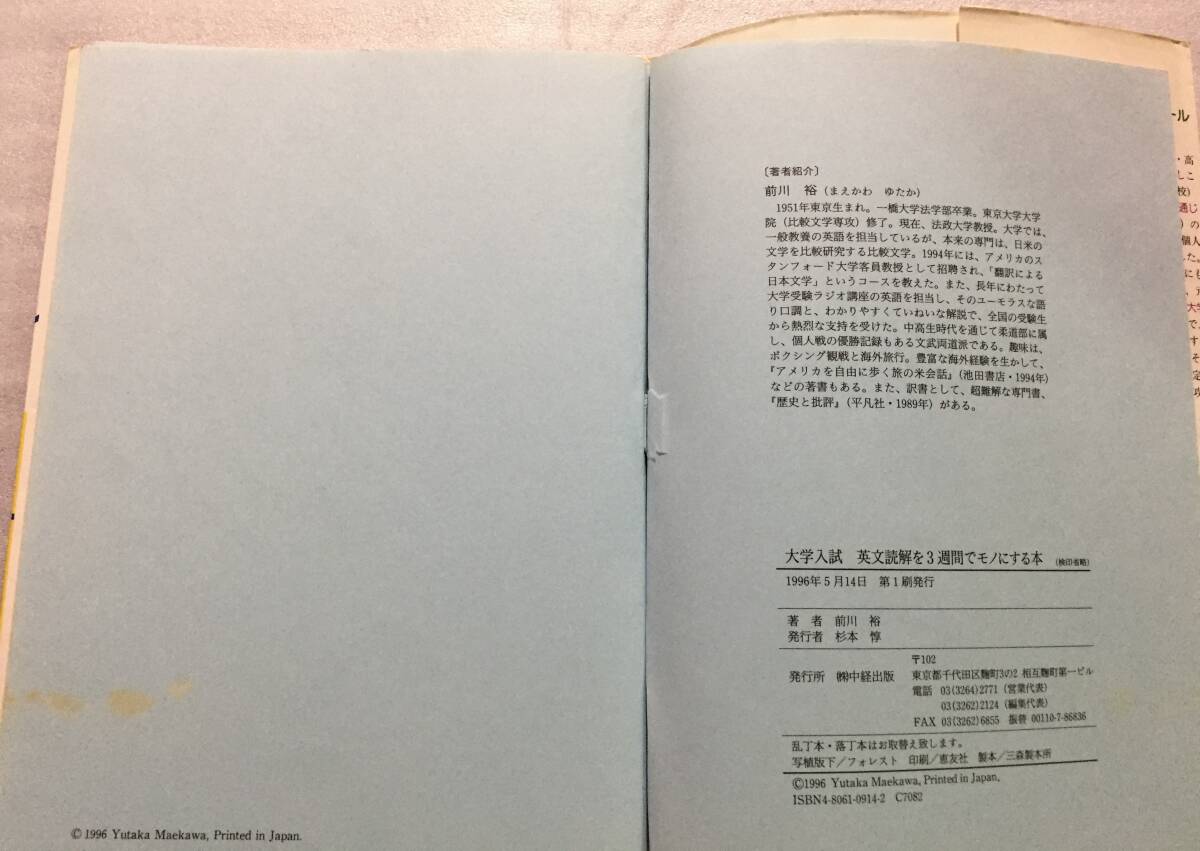 © 1996 Yutaka Maekawa, Printed in Japan.
〔著者紹介〕
前川　裕（まえかわ　ゆたか）
1951年東京生まれ。一橋大学法学部卒業。東京大学大学
院（比較文学専攻）修了。現在、法政大学教授。大学では、
一般教養の英語を担当しているが、本来の専門は、日米の
文学を比較研究する比較文学。1994年には、アメリカのス
タンフォード大学客員教授として招聘され、「翻訳による
日本文学」というコースを教えた。また、長年にわたって
大学受験ラジオ講座の英語を担当し、そのユーモラスな語
り口調と、わかりやすくていねいな解説で、全国の受験生
から熱烈な支持を受けた。中高生時代を通じて柔道部に属
し、個人戦の優勝記録もある文武両道派である。趣味は、
ボクシング観戦と海外旅行。豊富な海外経験を生かして、
『アメリカを自由に歩く旅の米会話』（池田書店・1994年）
などの著書もある。また、訳書として、超難解な専門書、
『歴史と批評』（平凡社・1989年）がある。
大学入試　英文読解を3週間でモノにする本　（検印省略）
1996年5月14日　第1刷発行
著　者　前川　裕
発行者　杉本　惇
〒102
発行所　㈱中経出版　東京都千代田区麴町3の2 相互麴町第一ビル
電話　03(3264)2771（営業代表）
03(3262)2124（編集代表）
FAX 03(3262)6855　振替 00110-7-86836
乱丁本・落丁本はお取替え致します。
写植版下／フォレスト　印刷／恵友社　製本／三森製本所
©1996 Yutaka Maekawa, Printed in Japan.
ISBN4-8061-0914-2　C7082
ール
・高
しこ
校）
通じ
）の
個人
た。
にも
大学
で、
す
そ
定
攻